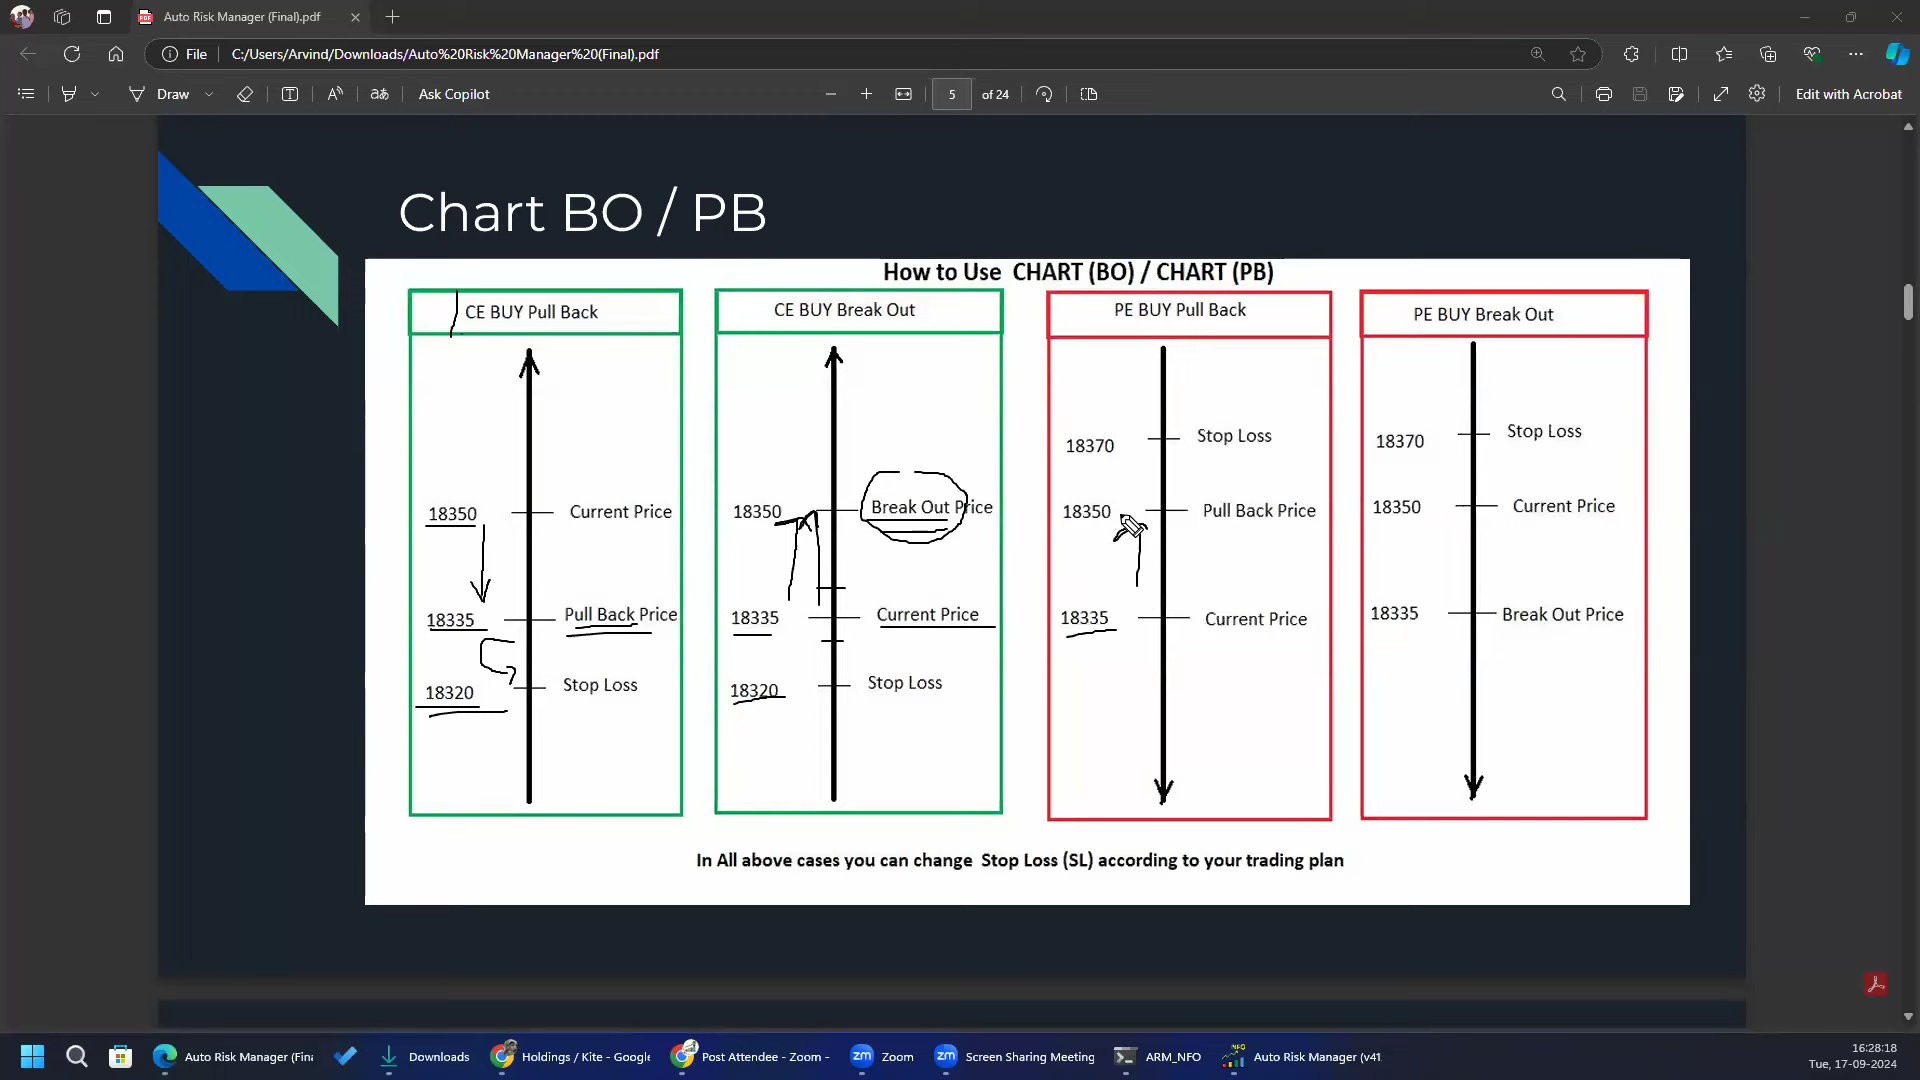 Auto Risk Manager (Final).pdf
File
C:/Users/Arvind/Downloads/Auto%20Risk%20Manager%20(Final).pdf
Draw
Ask Copilot
5 of 24
Edit with Acrobat
Chart BO / PB
How to Use CHART (BO) / CHART (PB)
CE BUY Pull Back
18350 Current Price
18335 Pull Back Price
18320 Stop Loss
CE BUY Break Out
18350 Break Out Price
18335 Current Price
18320 Stop Loss
PE BUY Pull Back
18370 Stop Loss
18350 Pull Back Price
18335 Current Price
PE BUY Break Out
18370 Stop Loss
18350 Current Price
18335 Break Out Price
In All above cases you can change Stop Loss (SL) according to your trading plan
Auto Risk Manager (Fina
Downloads
Holdings / Kite - Google
Post Attendee - Zoom -
Zoom
Screen Sharing Meeting
ARM_NFO
Auto Risk Manager (v41
16:28:18
Tue, 17-09-2024